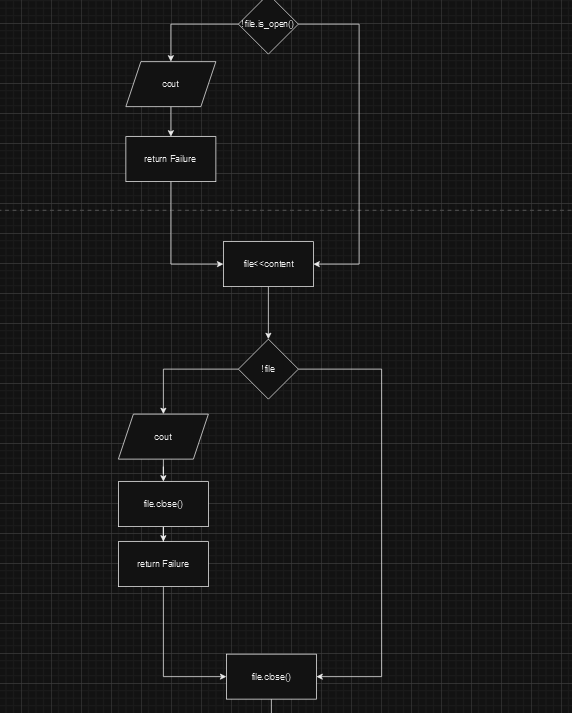 !file.is_open()
cout
return Failure
file<<content
!file
cout
file.close()
return Failure
file.close()